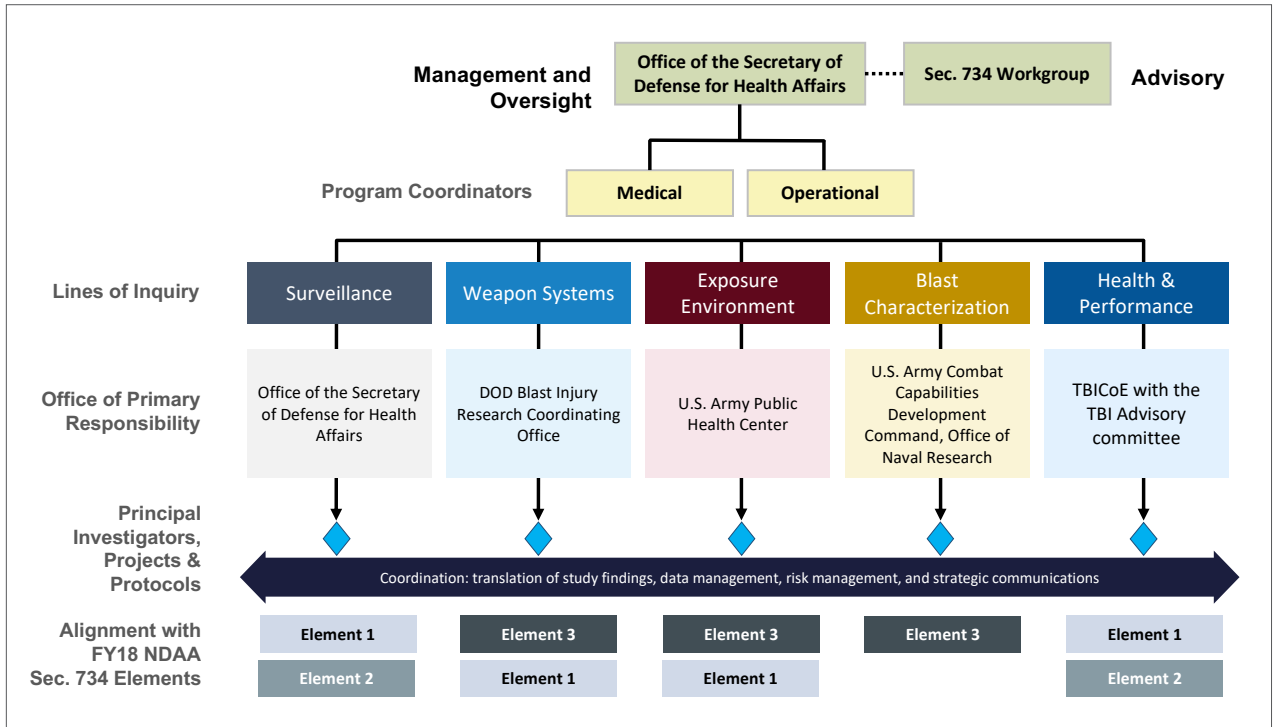 Management and
Oversight
Office of the Secretary of
Defense for Health Affairs
Sec. 734 Workgroup
Advisory
Program Coordinators
Medical
Operational
Lines of Inquiry
Surveillance
Weapon Systems
Exposure
Environment
Blast
Characterization
Health &
Performance
Office of Primary
Responsibility
Office of the Secretary
of Defense for Health
Affairs
DOD Blast Injury
Research Coordinating
Office
U.S. Army Public
Health Center
U.S. Army Combat
Capabilities
Development
Command, Office of
Naval Research
TBICoE with the
TBI Advisory
committee
Principal
Investigators,
Projects &
Protocols
Coordination: translation of study findings, data management, risk management, and strategic communications
Alignment with
FY18 NDAA
Sec. 734 Elements
Element 1
Element 2
Element 3
Element 1
Element 3
Element 1
Element 3
Element 1
Element 2